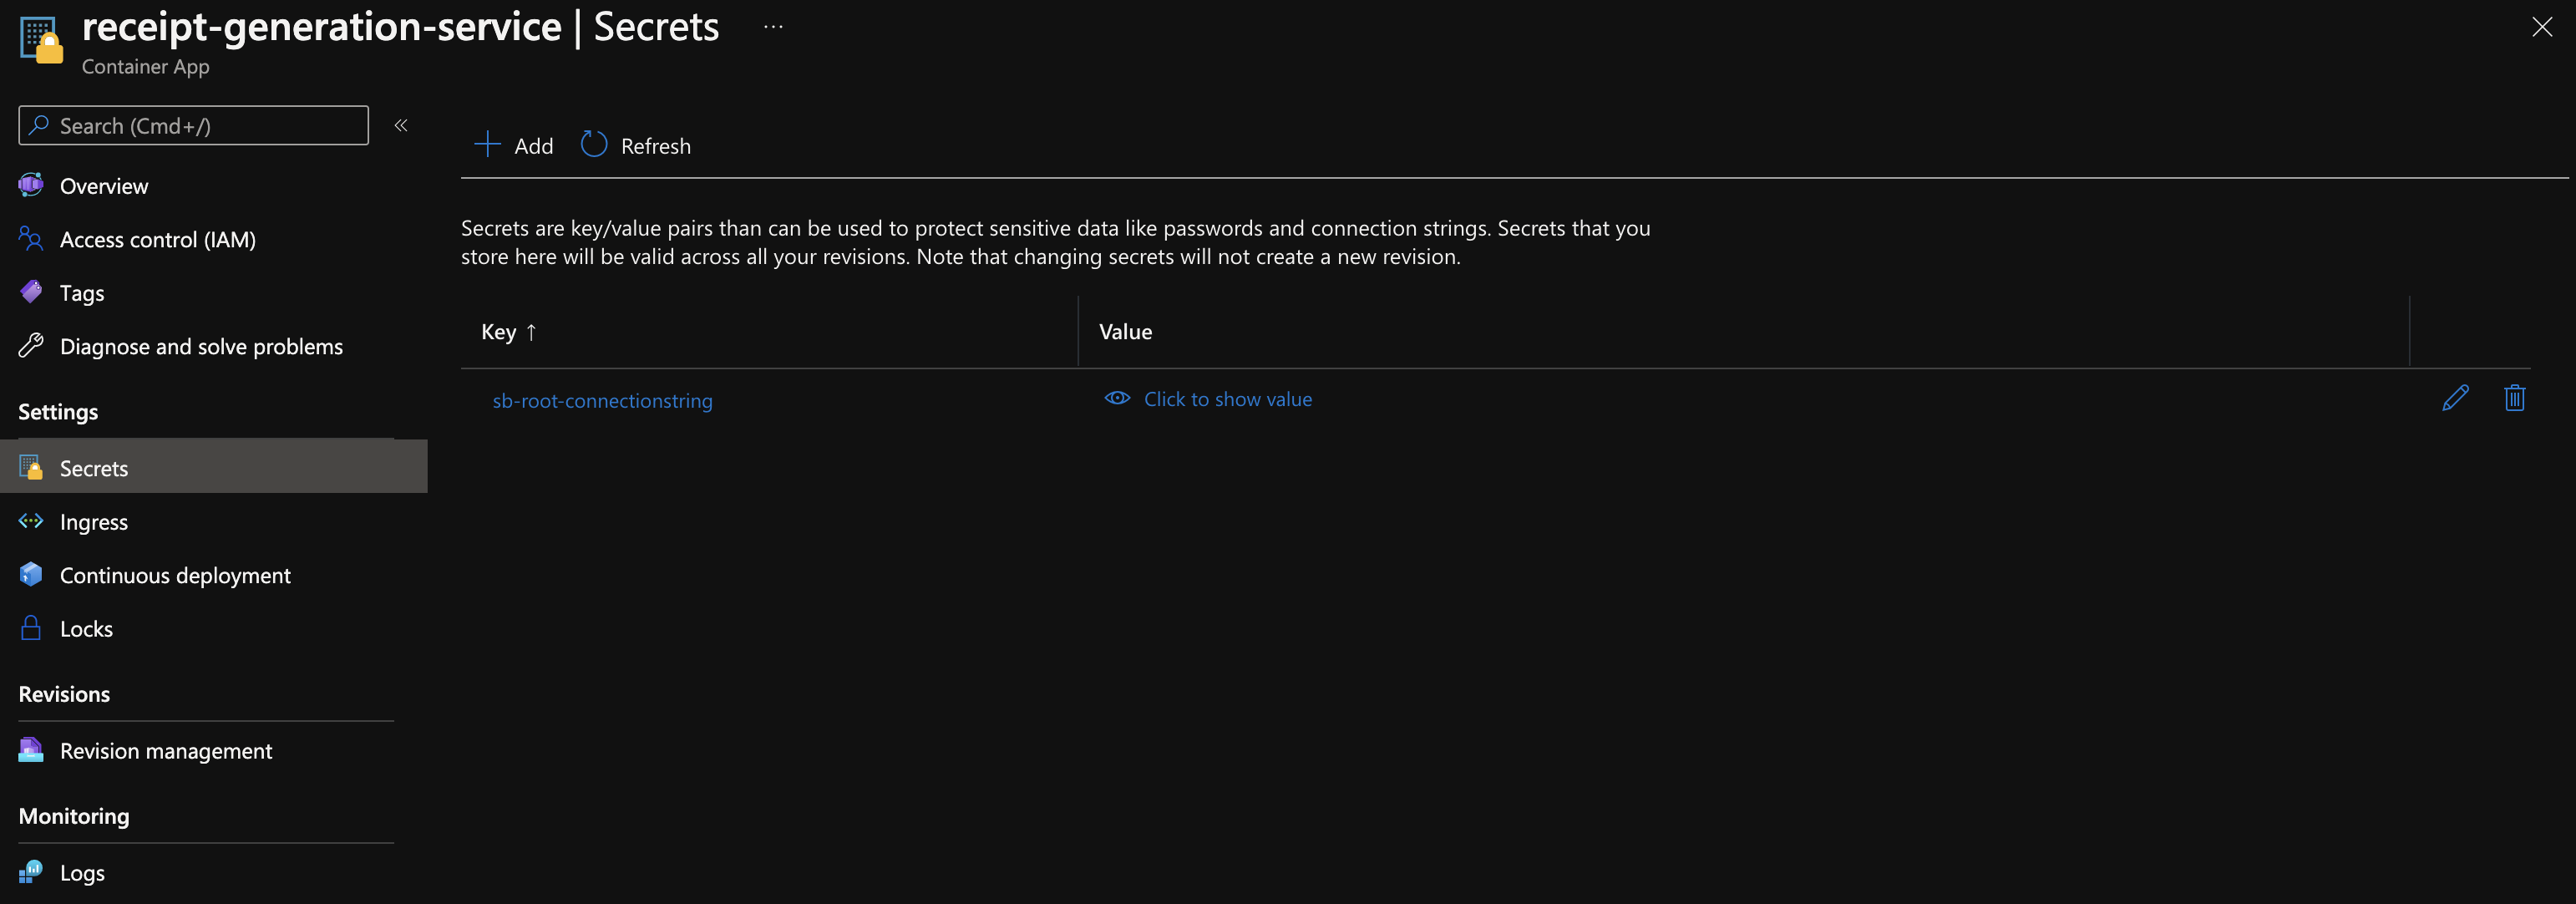 receipt-generation-service | Secrets ...
Container App
Search (Cmd+/)
«
Add
Refresh
Overview
Access control (IAM)
Tags
Diagnose and solve problems
Settings
Secrets
Ingress
Continuous deployment
Locks
Revisions
Revision management
Monitoring
Logs
Secrets are key/value pairs than can be used to protect sensitive data like passwords and connection strings. Secrets that you
store here will be valid across all your revisions. Note that changing secrets will not create a new revision.
Key ↑
Value
sb-root-connectionstring
Click to show value